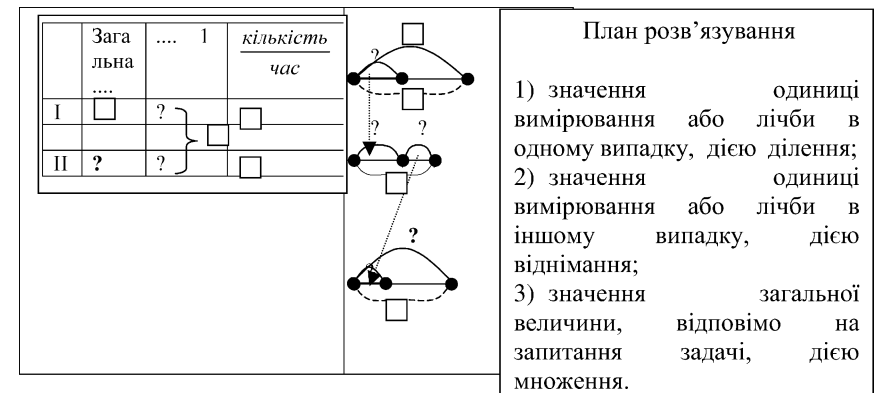 Зага
льна
....
.... 1
кількість
час
I
?
II
?
?
?
?
?
?
?
План розв’язування
1) значення одиниці
вимірювання або лічби в
одному випадку, дією ділення;
2) значення одиниці
вимірювання або лічби в
іншому випадку, дією
віднімання;
3) значення загальної
величини, відповімо на
запитання задачі, дією
множення.